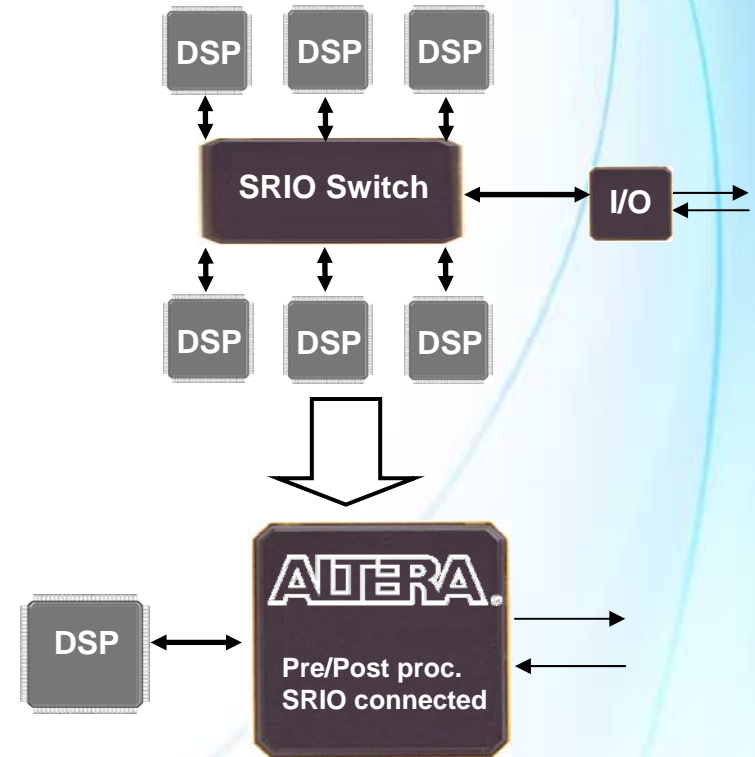 DSP DSP DSP
SRIO Switch
I/O
DSP DSP DSP
ALTERA.
DSP
Pre/Post proc.
SRIO connected